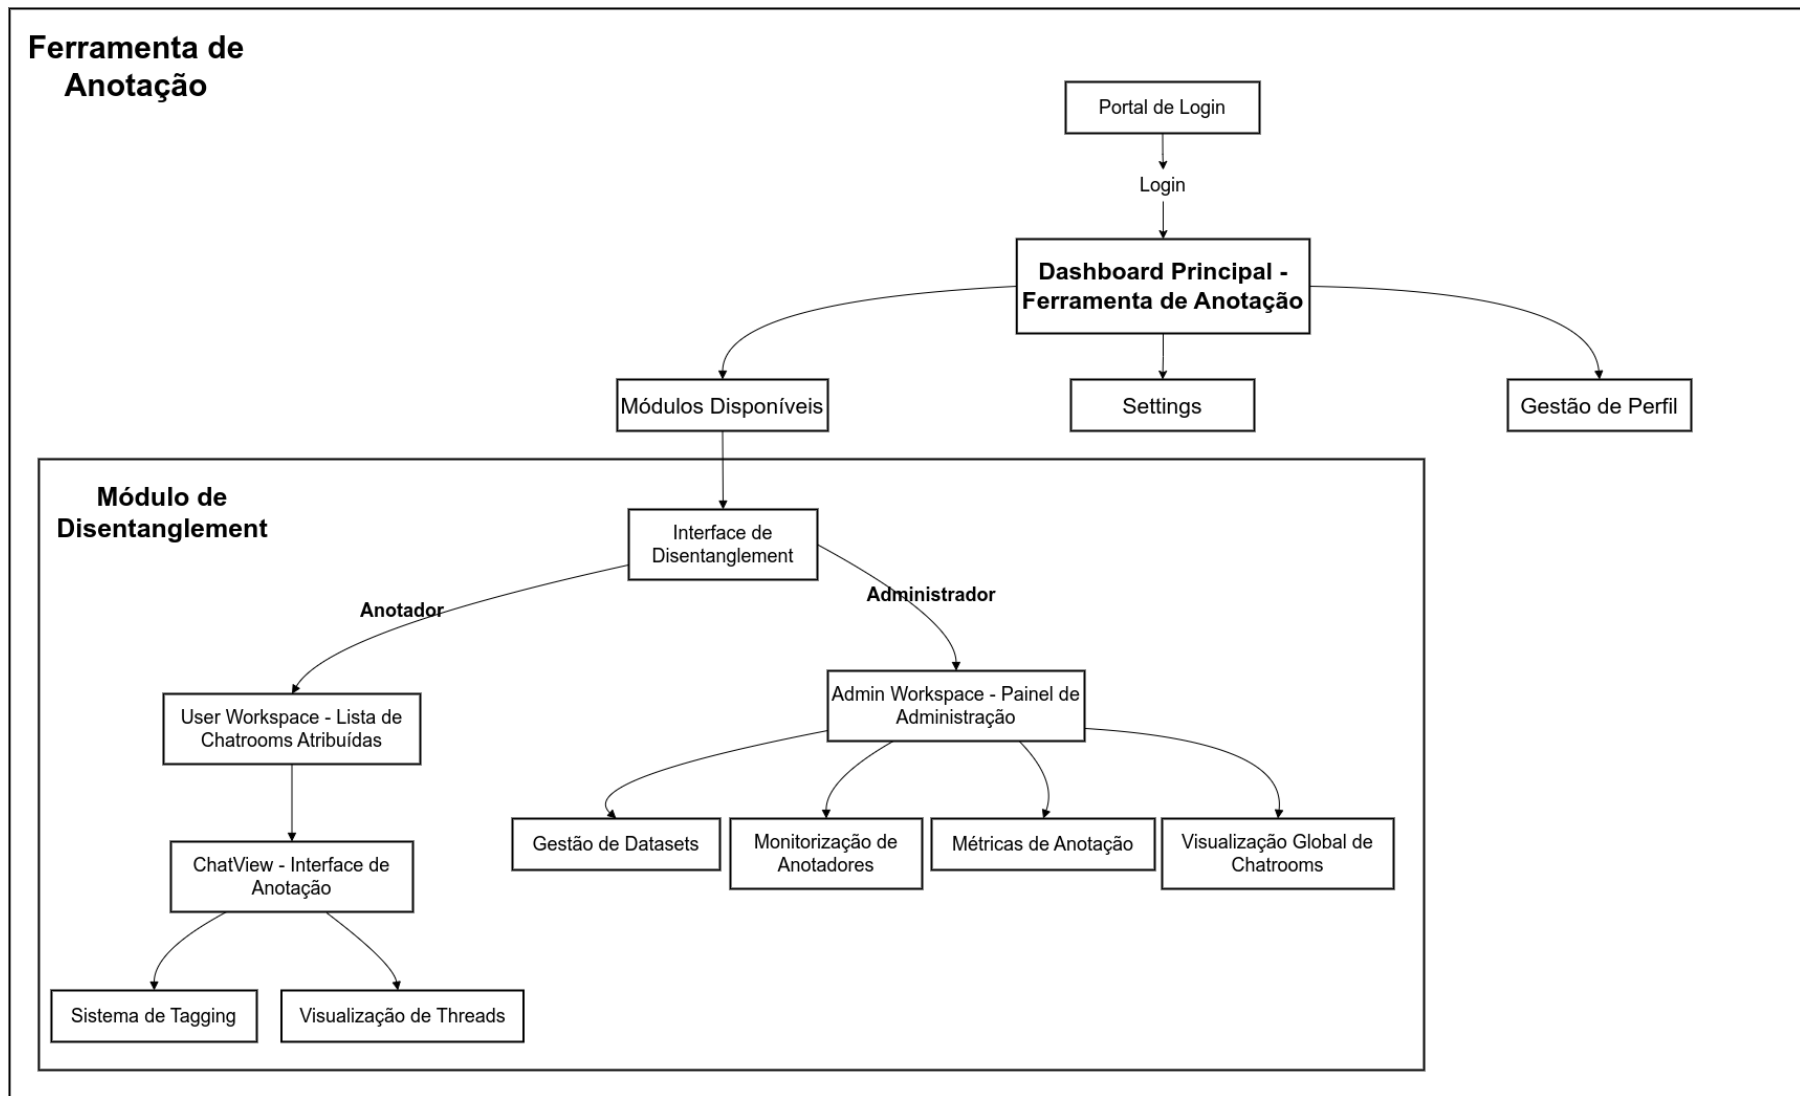 Ferramenta de
Anotação
Portal de Login
Login
Dashboard Principal -
Ferramenta de Anotação
Módulos Disponíveis
Settings
Gestão de Perfil
Módulo de
Disentanglement
Interface de
Disentanglement
Anotador
Administrador
User Workspace - Lista de
Chatrooms Atribuídas
Admin Workspace - Painel de
Administração
ChatView - Interface de
Anotação
Gestão de Datasets
Monitorização de
Anotadores
Métricas de Anotação
Visualização Global de
Chatrooms
Sistema de Tagging
Visualização de Threads